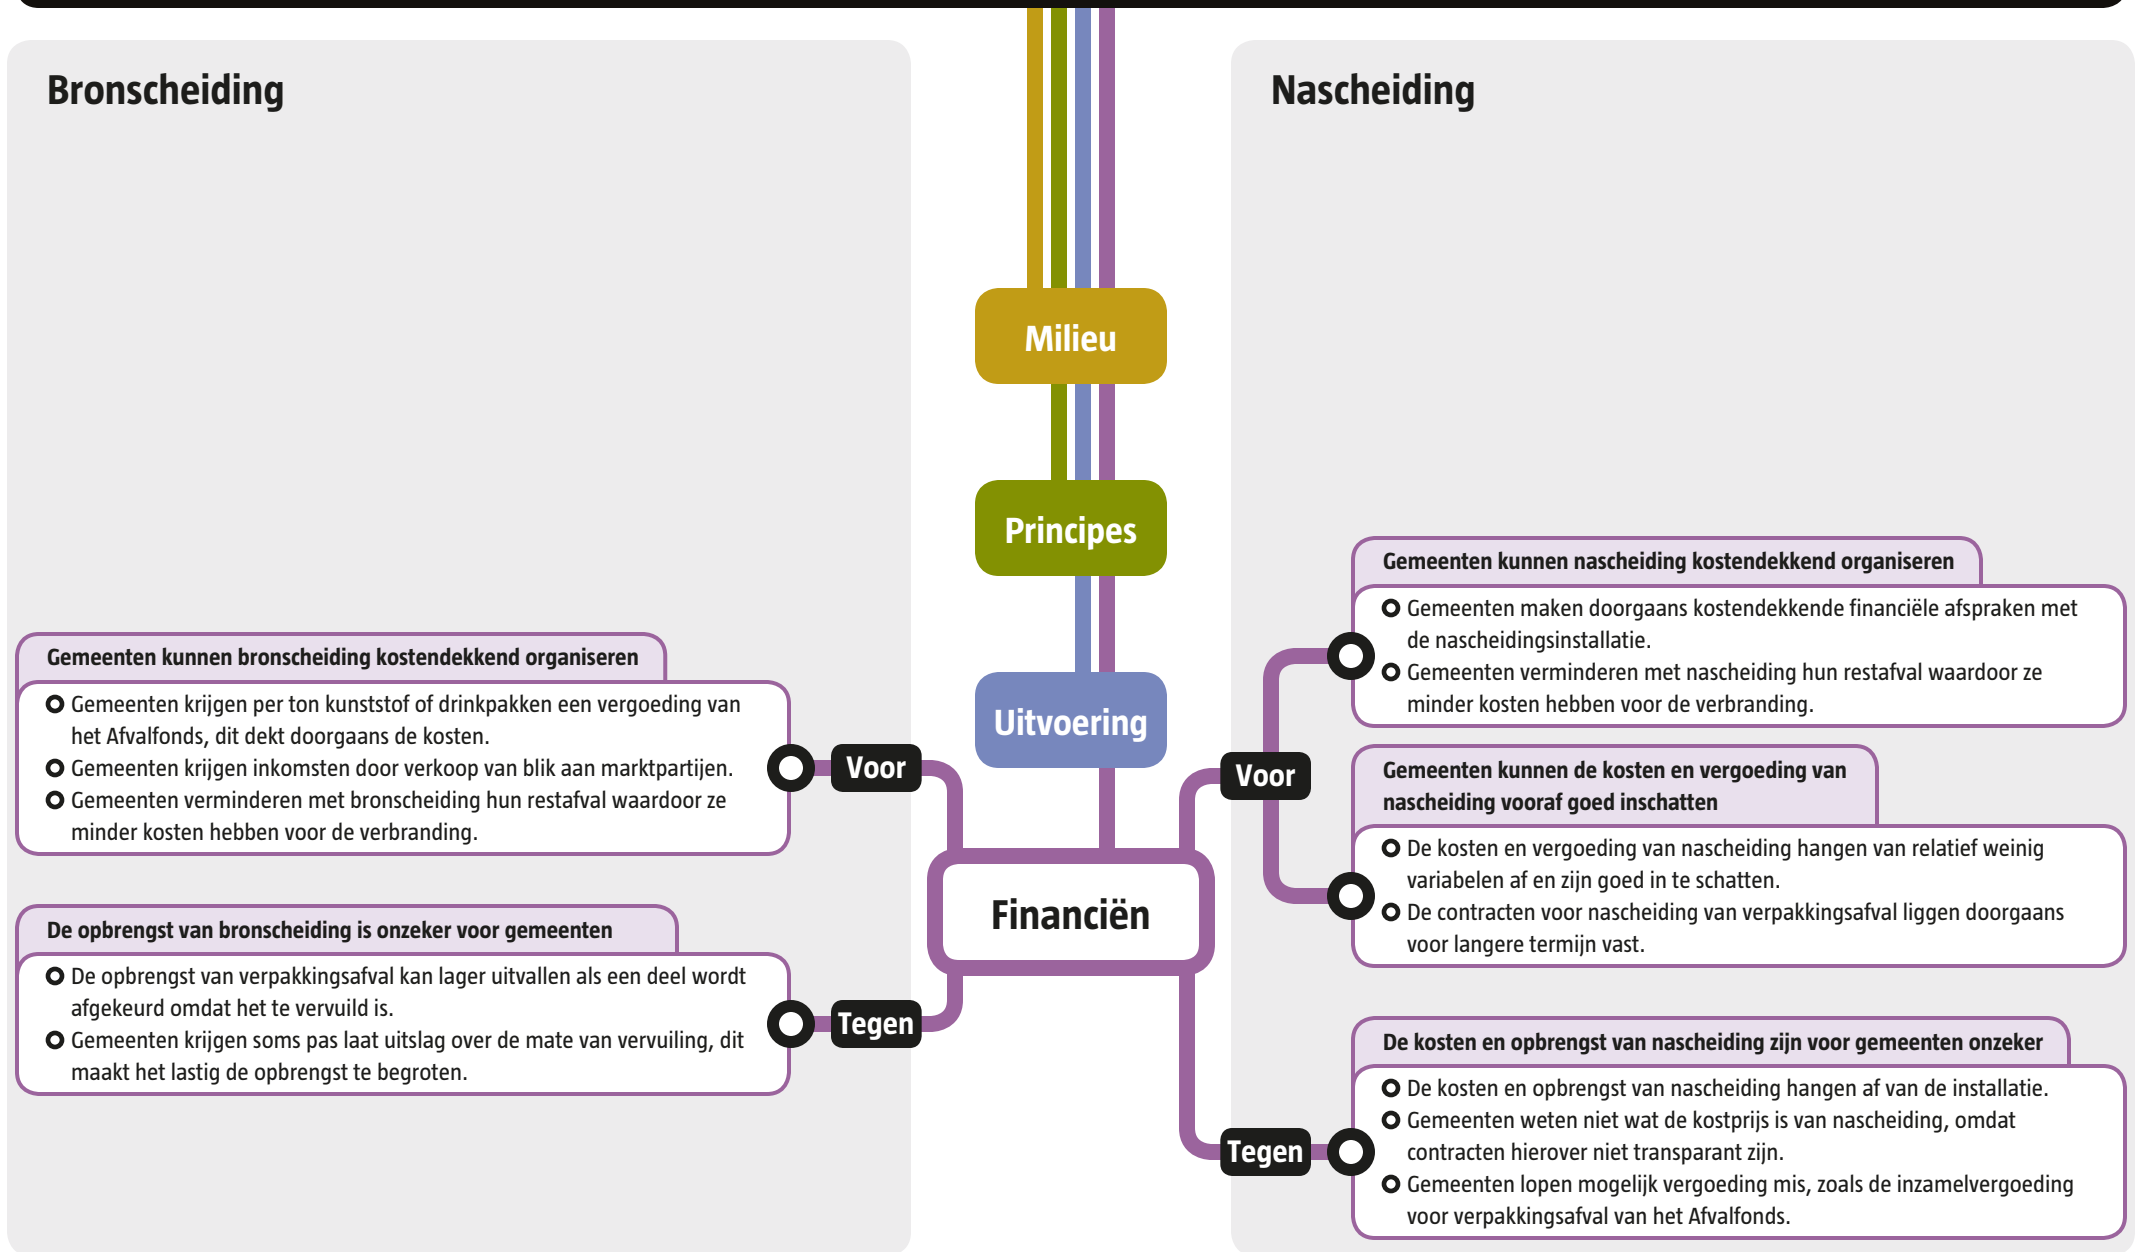 Bronscheiding
Gemeenten kunnen bronscheiding kostendekkend organiseren
Gemeenten krijgen per ton kunststof of drinkpakken een vergoeding van
het Afvalfonds, dit dekt doorgaans de kosten.
Gemeenten krijgen inkomsten door verkoop van blik aan marktpartijen.
Gemeenten verminderen met bronscheiding hun restafval waardoor ze
minder kosten hebben voor de verbranding.
Voor
De opbrengst van bronscheiding is onzeker voor gemeenten
De opbrengst van verpakkingsafval kan lager uitvallen als een deel wordt
afgekeurd omdat het te vervuild is.
Gemeenten krijgen soms pas laat uitslag over de mate van vervuiling, dit
maakt het lastig de opbrengst te begroten.
Tegen
Milieu
Principes
Uitvoering
Financiën
Nascheiding
Voor
Gemeenten kunnen nascheiding kostendekkend organiseren
Gemeenten maken doorgaans kostendekkende financiële afspraken met
de nascheidingsinstallatie.
Gemeenten verminderen met nascheiding hun restafval waardoor ze
minder kosten hebben voor de verbranding.
Gemeenten kunnen de kosten en vergoeding van
nascheiding vooraf goed inschatten
De kosten en vergoeding van nascheiding hangen van relatief weinig
variabelen af en zijn goed in te schatten.
De contracten voor nascheiding van verpakkingsafval liggen doorgaans
voor langere termijn vast.
Tegen
De kosten en opbrengst van nascheiding zijn voor gemeenten onzeker
De kosten en opbrengst van nascheiding hangen af van de installatie.
Gemeenten weten niet wat de kostprijs is van nascheiding, omdat
contracten hierover niet transparant zijn.
Gemeenten lopen mogelijk vergoeding mis, zoals de inzamelvergoeding
voor verpakkingsafval van het Afvalfonds.